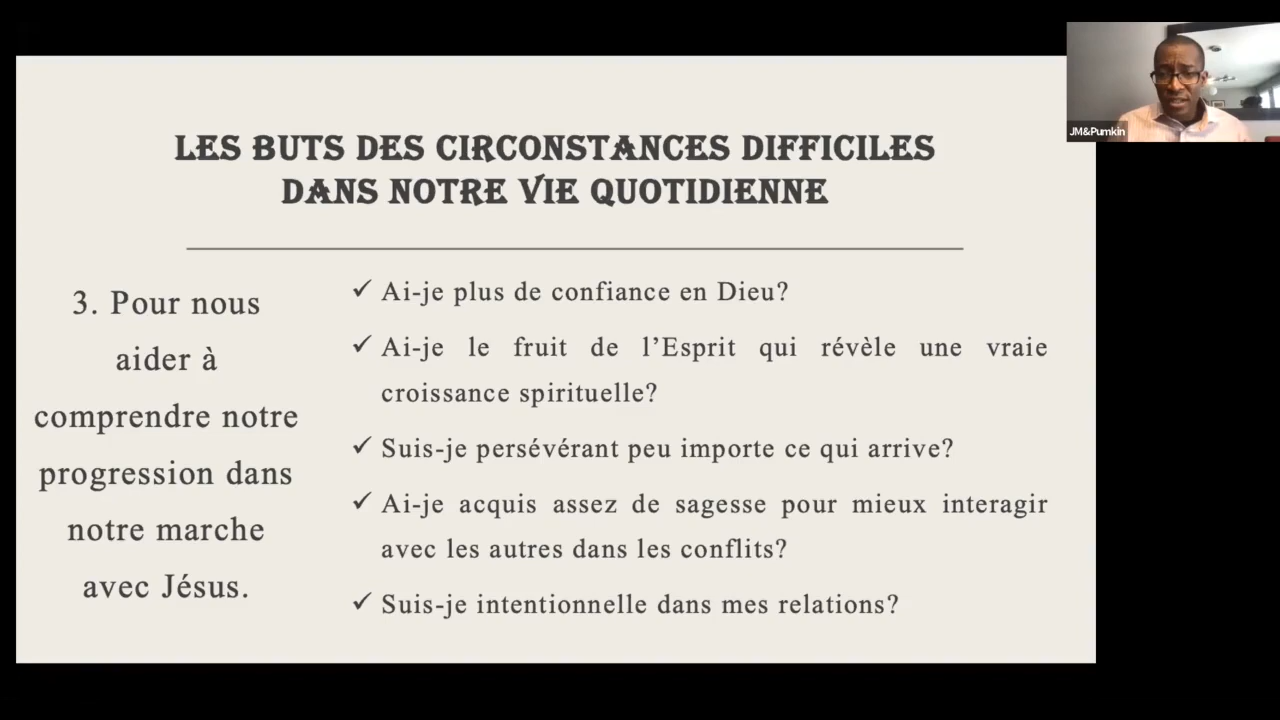 LES BUTS DES CIRCONSTANCES DIFFICILES
DANS NOTRE VIE QUOTIDIENNE
3. Pour nous
aider à
comprendre notre
progression dans
notre marche
avec Jésus.
✓ Ai-je plus de confiance en Dieu?
✓ Ai-je le fruit de l’Esprit qui révèle une vraie
croissance spirituelle?
✓ Suis-je persévérant peu importe ce qui arrive?
✓ Ai-je acquis assez de sagesse pour mieux interagir
avec les autres dans les conflits?
✓ Suis-je intentionnelle dans mes relations?
JM&Pumkin